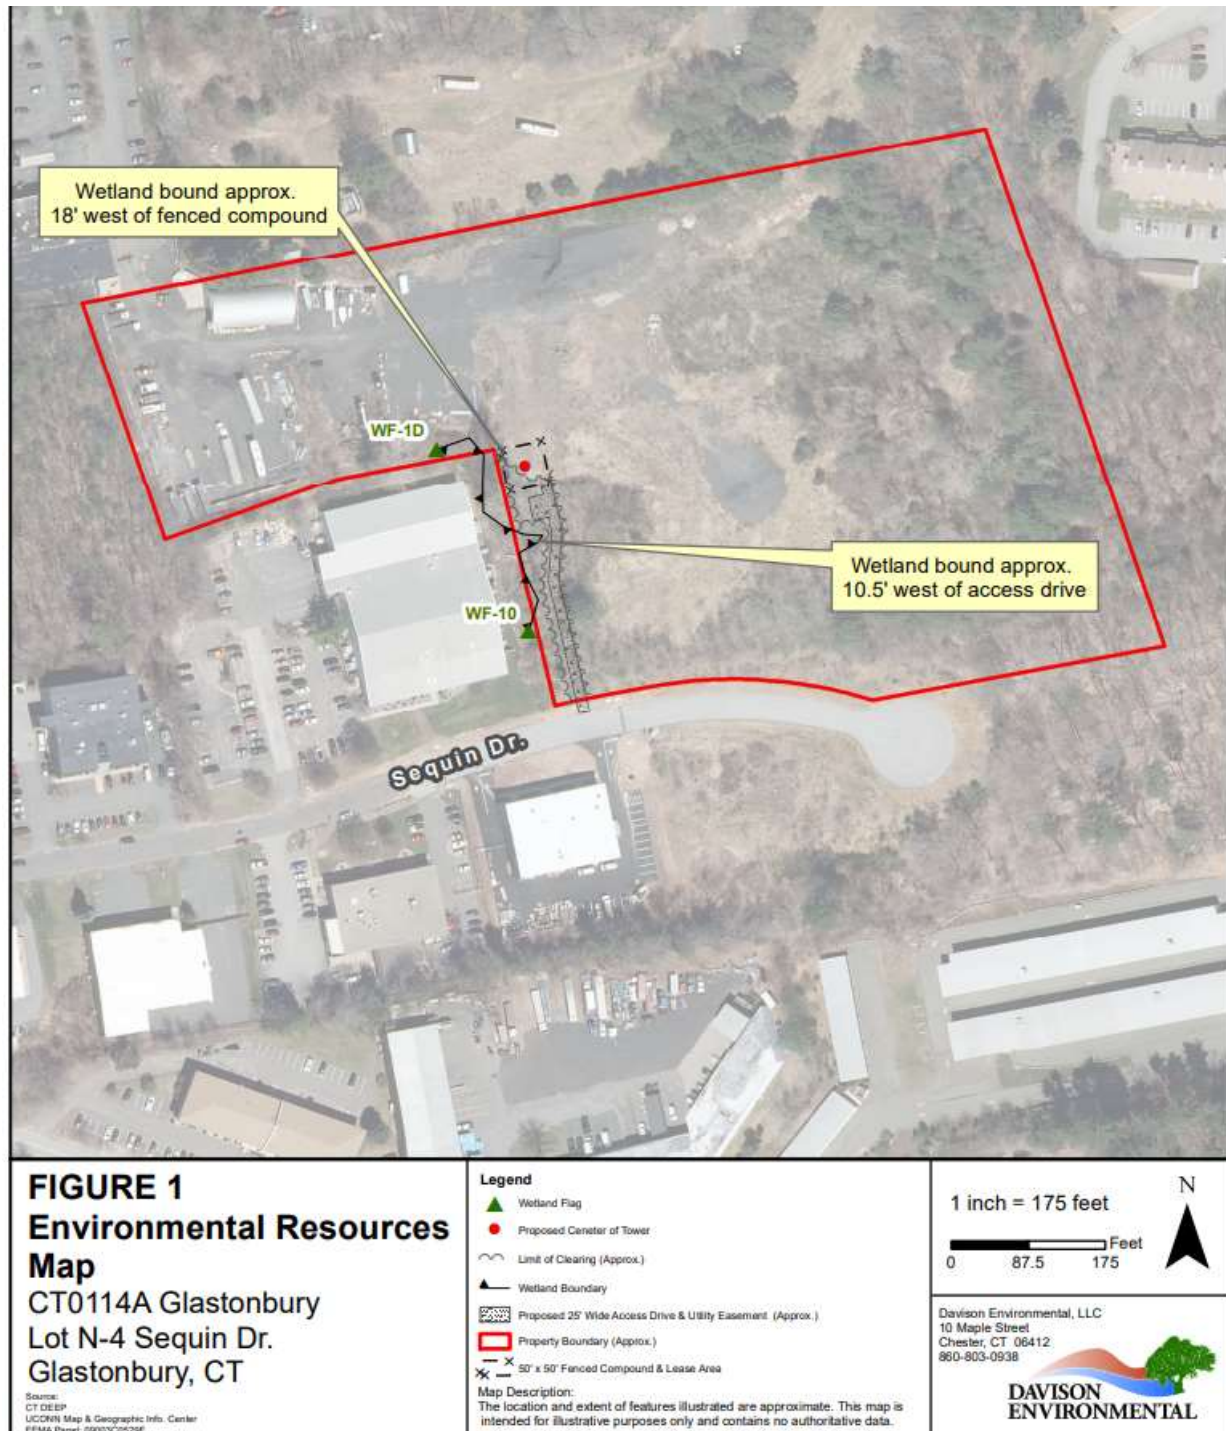 Wetland bound approx.
18' west of fenced compound
WF-1D
Wetland bound approx.
10.5' west of access drive
WF-10
Sequin Dr.
FIGURE 1
Environmental Resources
Map
CT0114A Glastonbury
Lot N-4 Sequin Dr.
Glastonbury, CT
Source:
CT DEEP
UCONN Map & Geographic Info. Center
FEMA Panel: 09003C0529F
Legend
Wetland Flag
Proposed Ceneter of Tower
Limit of Clearing (Approx.)
Wetland Boundary
Proposed 25' Wide Access Drive & Utility Easement (Approx.)
Property Boundary (Approx.)
50' x 50' Fenced Compound & Lease Area
Map Description:
The location and extent of features illustrated are approximate. This map is
intended for illustrative purposes only and contains no authoritative data.
1 inch = 175 feet
N
Feet
0 87.5 175
Davison Environmental, LLC
10 Maple Street
Chester, CT 06412
860-803-0938
DAVISON
ENVIRONMENTAL